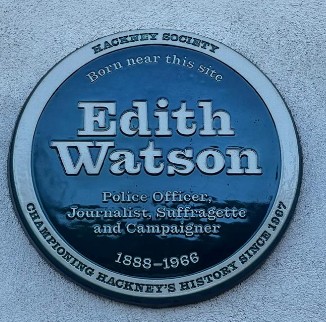 HACKNEY SOCIETY
Born near this site
Edith
Watson
Police Officer,
Journalist, Suffragette
and Campaigner
1888–1966
CHAMPIONING HACKNEY'S HISTORY SINCE 1967